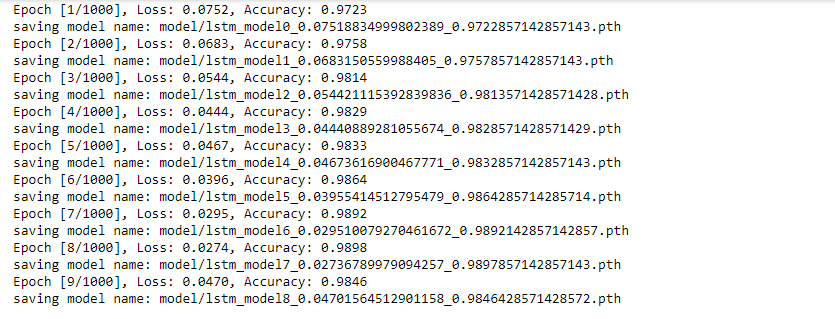 Epoch [1/1000], Loss: 0.0752, Accuracy: 0.9723
saving model name: model/lstm_model0_0.07518834999802389_0.9722857142857143.pth
Epoch [2/1000], Loss: 0.0683, Accuracy: 0.9758
saving model name: model/lstm_model1_0.0683150559988405_0.9757857142857143.pth
Epoch [3/1000], Loss: 0.0544, Accuracy: 0.9814
saving model name: model/lstm_model2_0.054421115392839836_0.9813571428571428.pth
Epoch [4/1000], Loss: 0.0444, Accuracy: 0.9829
saving model name: model/lstm_model3_0.04440889281055674_0.9828571428571429.pth
Epoch [5/1000], Loss: 0.0467, Accuracy: 0.9833
saving model name: model/lstm_model4_0.04673616900467771_0.9832857142857143.pth
Epoch [6/1000], Loss: 0.0396, Accuracy: 0.9864
saving model name: model/lstm_model5_0.03955414512795479_0.9864285714285714.pth
Epoch [7/1000], Loss: 0.0295, Accuracy: 0.9892
saving model name: model/lstm_model6_0.029510079270461672_0.9892142857142857.pth
Epoch [8/1000], Loss: 0.0274, Accuracy: 0.9898
saving model name: model/lstm_model7_0.02736789979094257_0.9897857142857143.pth
Epoch [9/1000], Loss: 0.0470, Accuracy: 0.9846
saving model name: model/lstm_model8_0.04701564512901158_0.9846428571428572.pth